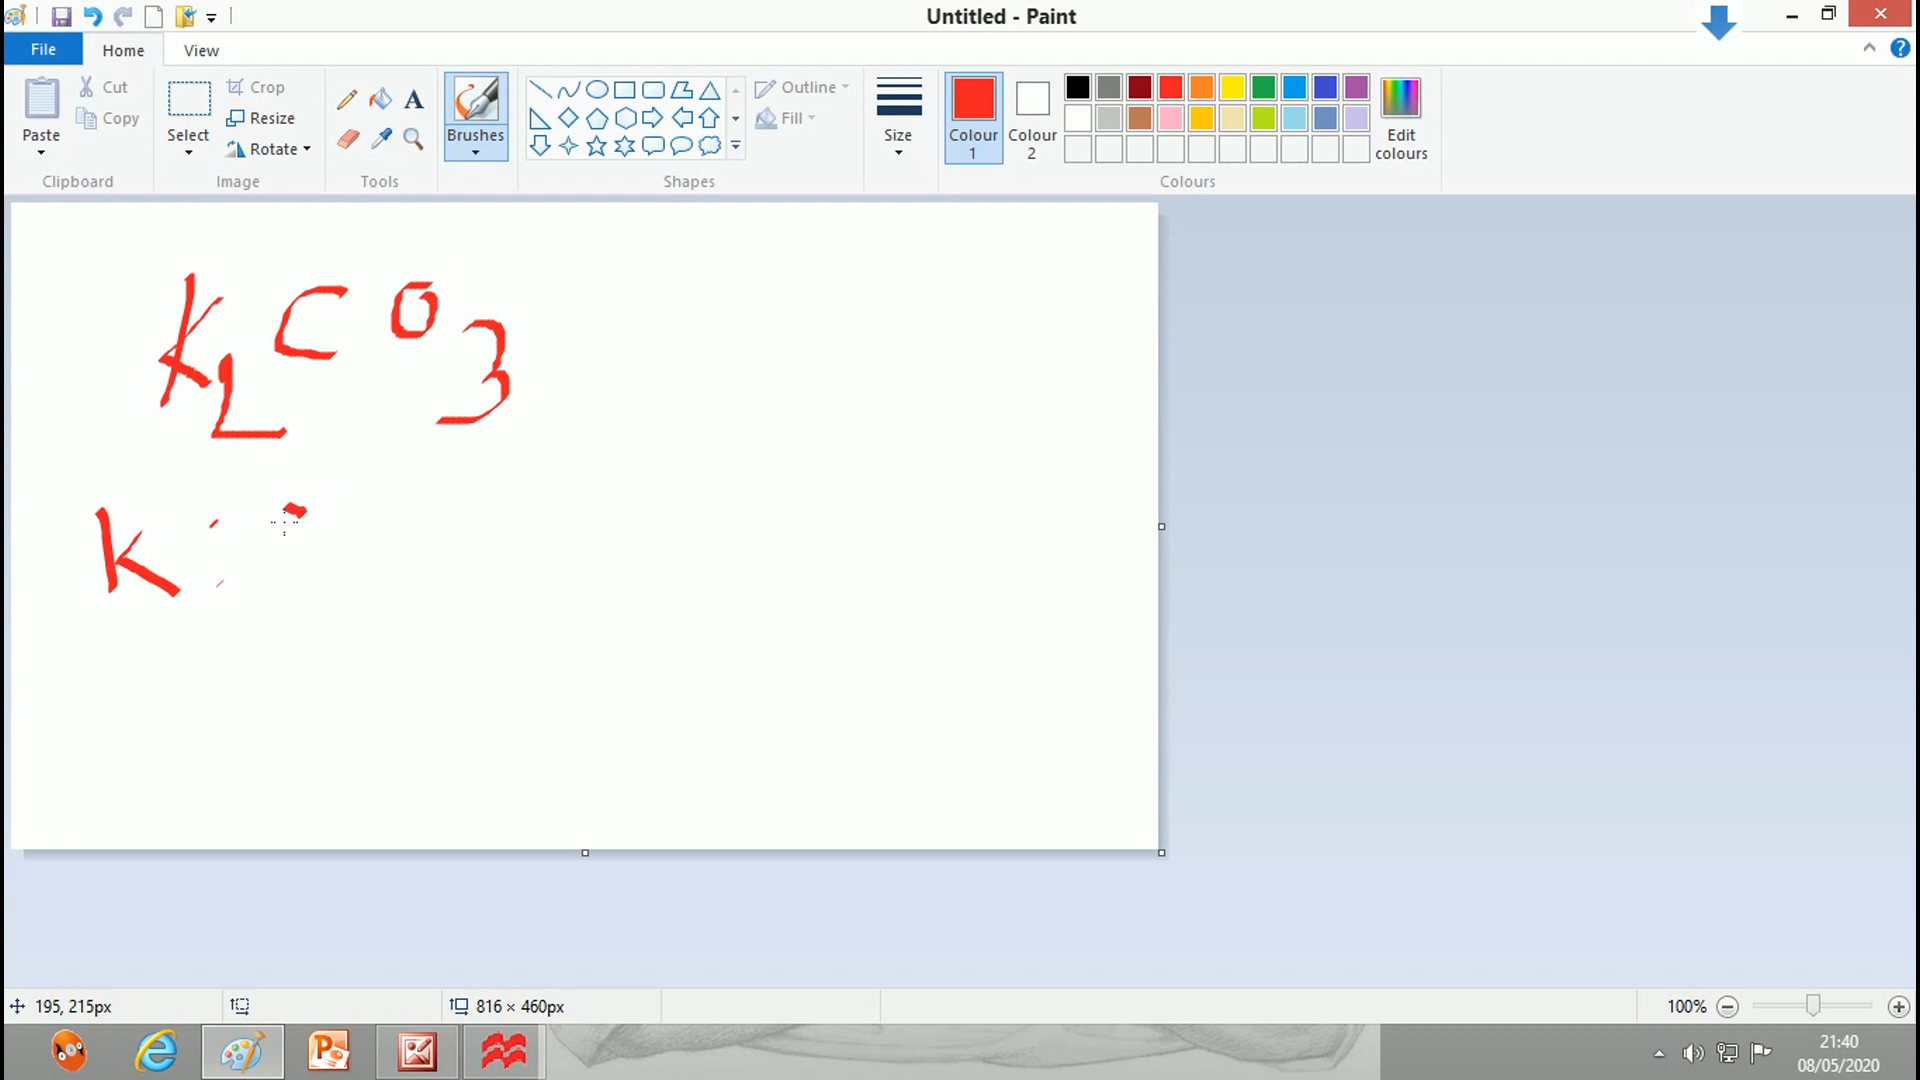 Untitled - Paint
File Home View
Paste Cut Copy Clipboard
Select Crop Resize Rotate Image
Tools
Brushes
Shapes
Outline Fill
Size
Colour 1 Colour 2 Edit colours Colours
K2CO3
K :
195, 215px 816 × 460px 100%
21:40
08/05/2020